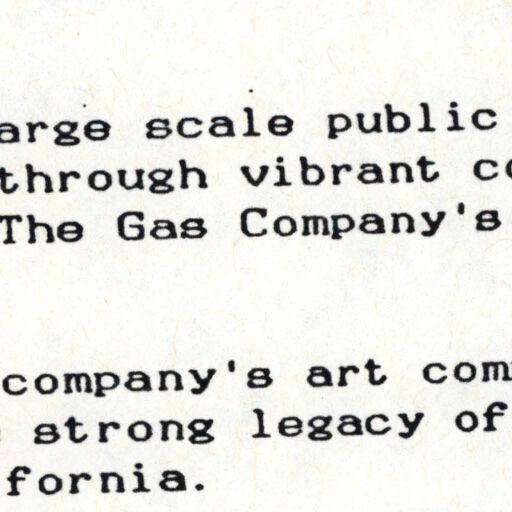 arge scale public
through vibrant co
The Gas Company's
company's art com
strong legacy of
fornia.